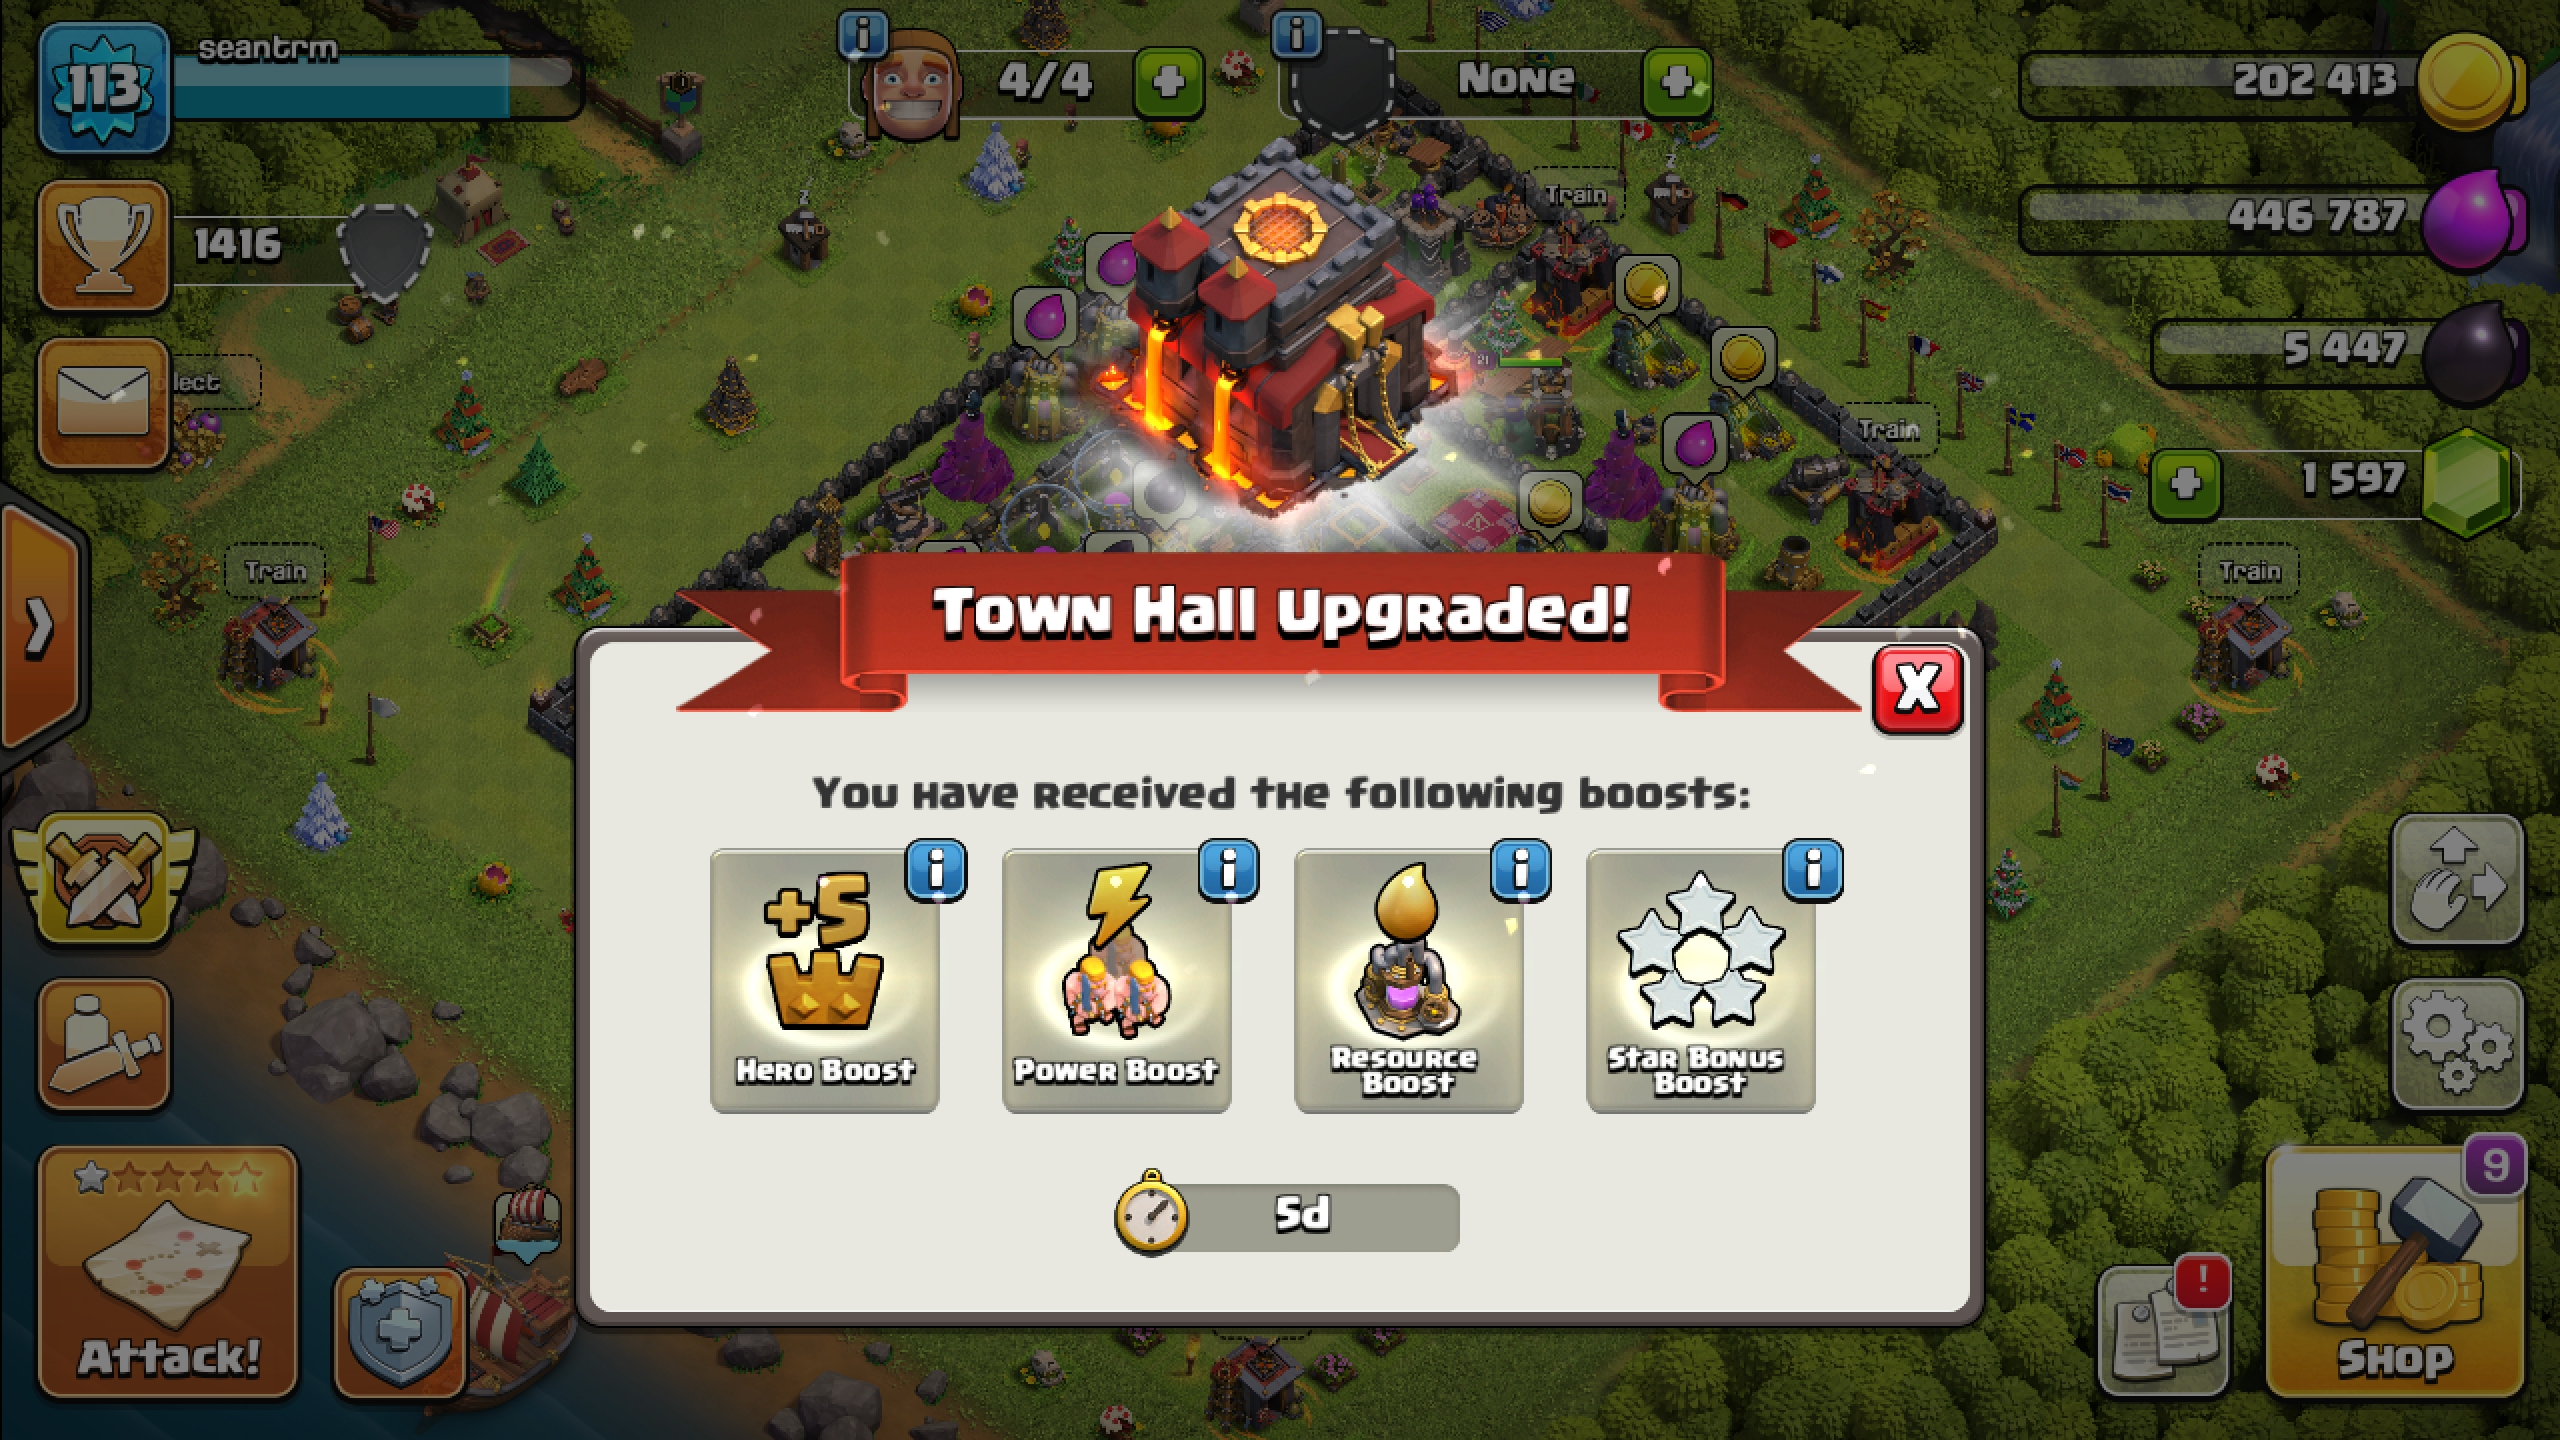 113
seantrm
4/4
None
202 413
1416
Train
446 787
5 447
llect
21
Train
1 597
Train
Train
Town Hall Upgraded!
X
You have received the following boosts:
+5
Hero Boost
Power Boost
Resource
Boost
Star Bonus
Boost
5d
9
!
Attack!
Shop